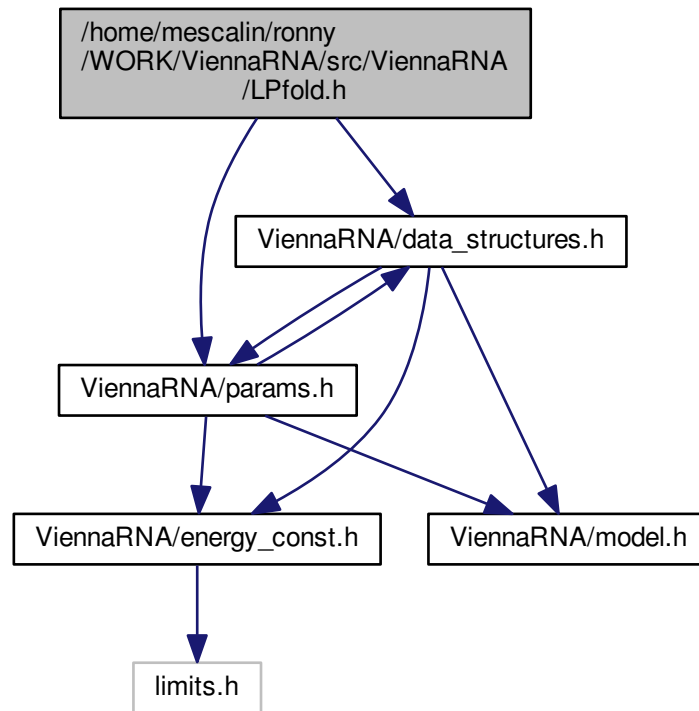 /home/mescalin/ronny
/WORK/ViennaRNA/src/ViennaRNA
/LPfold.h
ViennaRNA/data_structures.h
ViennaRNA/params.h
ViennaRNA/energy_const.h
ViennaRNA/model.h
limits.h